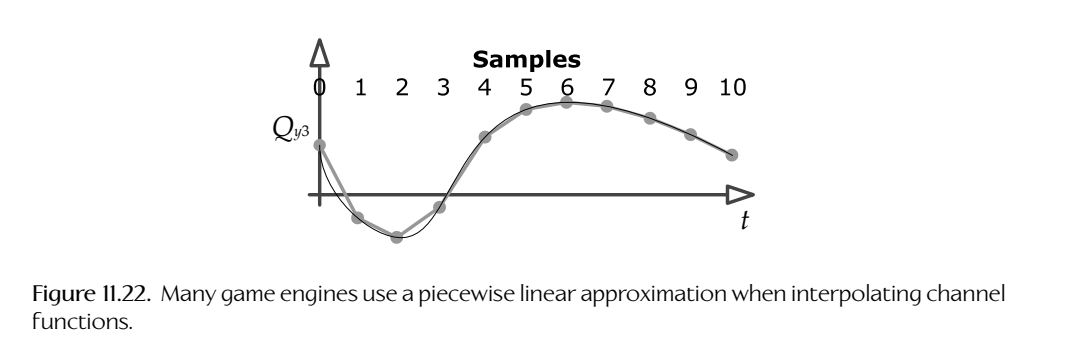 Samples
0 1 2 3 4 5 6 7 8 9 10
Qy3
t
Figure 11.22. Many game engines use a piecewise linear approximation when interpolating channel
functions.